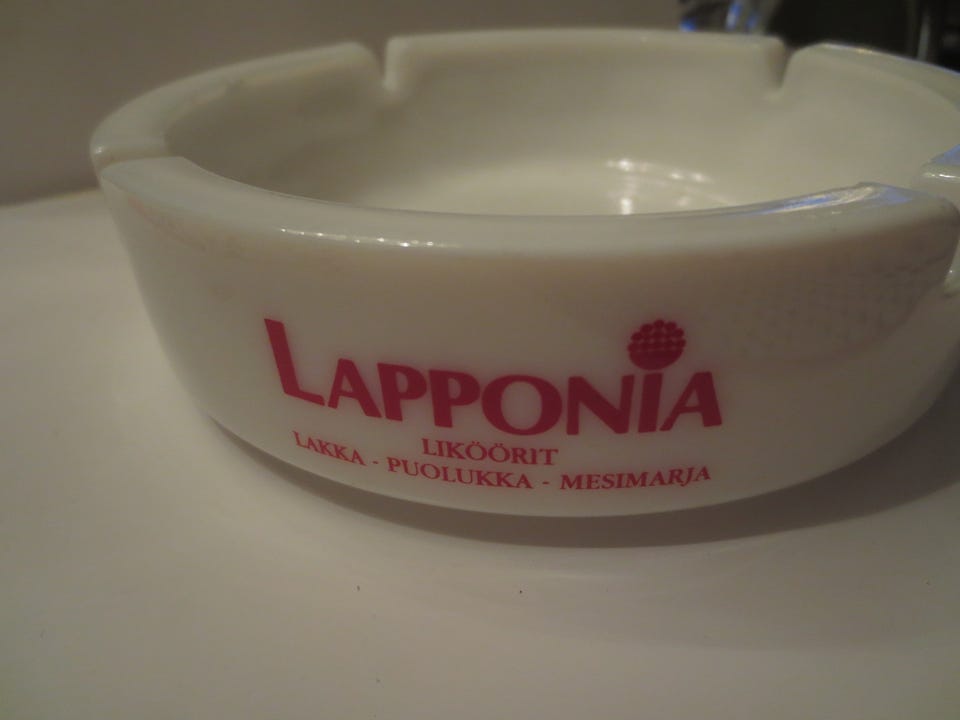 LAPPONIA
LIKÖÖRIT
LAKKA - PUOLUKKA - MESIMARJA